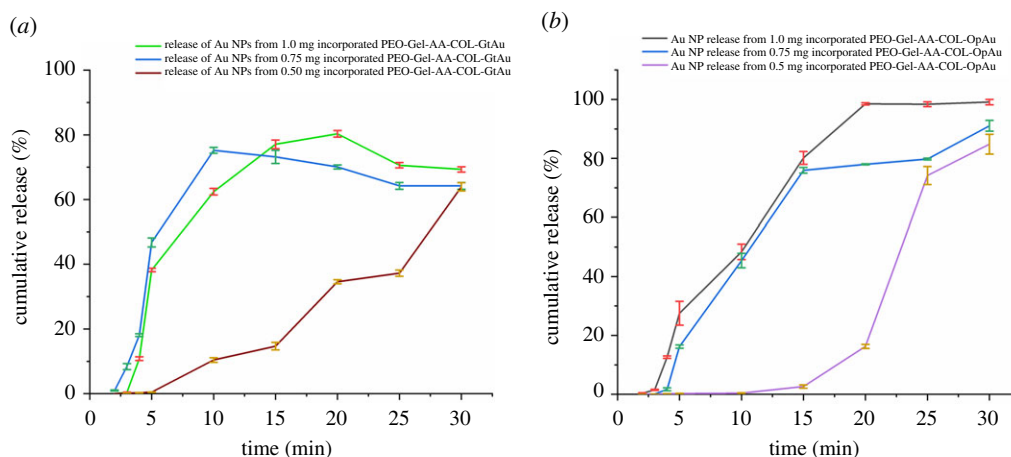 (a)
release of Au NPs from 1.0 mg incorporated PEO-Gel-AA-COL-GtAu
release of Au NPs from 0.75 mg incorporated PEO-Gel-AA-COL-GtAu
release of Au NPs from 0.50 mg incorporated PEO-Gel-AA-COL-GtAu
100
80
60
40
20
0
cumulative release (%)
0 5 10 15 20 25 30
time (min)
(b)
Au NP release from 1.0 mg incorporated PEO-Gel-AA-COL-OpAu
Au NP release from 0.75 mg incorporated PEO-Gel-AA-COL-OpAu
Au NP release from 0.5 mg incorporated PEO-Gel-AA-COL-OpAu
100
80
60
40
20
0
cumulative release (%)
0 5 10 15 20 25 30
time (min)